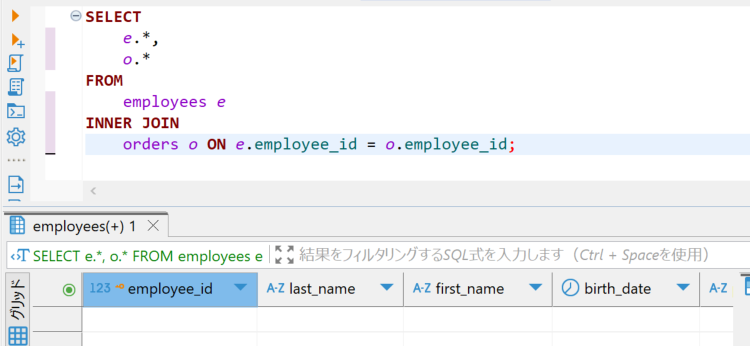 SELECT
e.*,
o.*
FROM
employees e
INNER JOIN
orders o ON e.employee_id = o.employee_id;
employees(+) 1
SELECT e.*, o.* FROM employees e
結果をフィルタリングするSQL式を入力します（Ctrl + Spaceを使用）
グリッド
123 employee_id
A-Z last_name
A-Z first_name
birth_date
A-Z